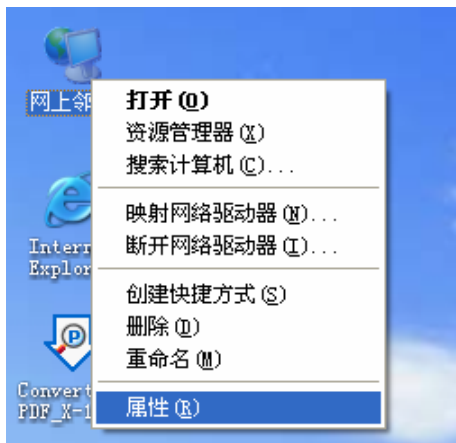 网上邻
打开(O)
资源管理器(X)
搜索计算机(C)...
映射网络驱动器(N)...
断开网络驱动器(I)...
创建快捷方式(S)
删除(D)
重命名(M)
属性(R)
Intern
Explor
P
Convert
PDF_X-1